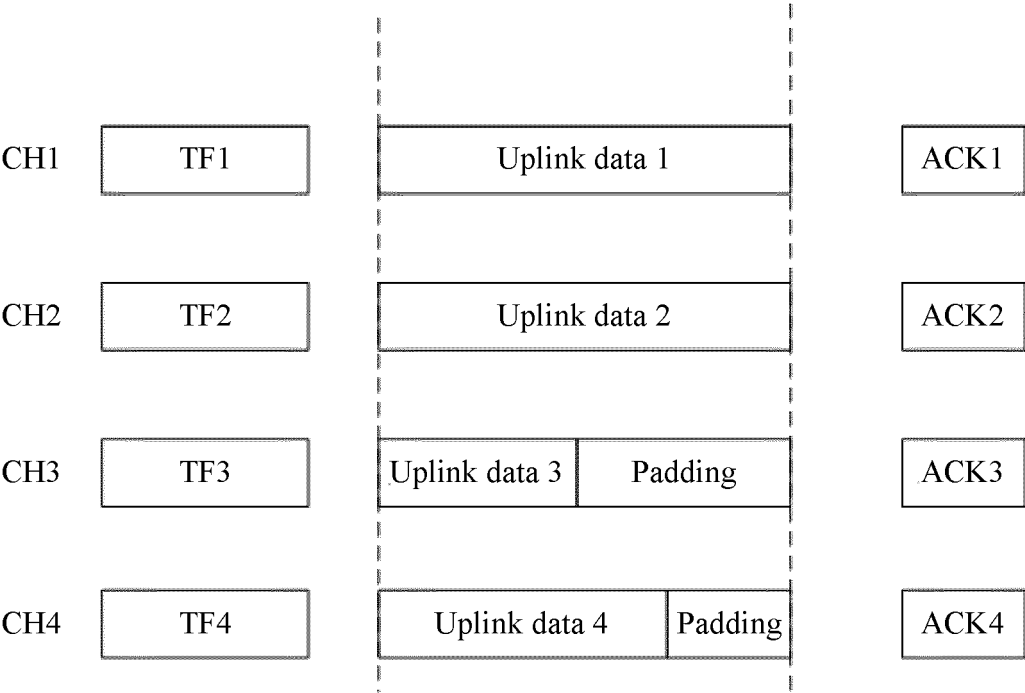 CH1 TF1 Uplink data 1 ACK1
CH2 TF2 Uplink data 2 ACK2
CH3 TF3 Uplink data 3 Padding ACK3
CH4 TF4 Uplink data 4 Padding ACK4